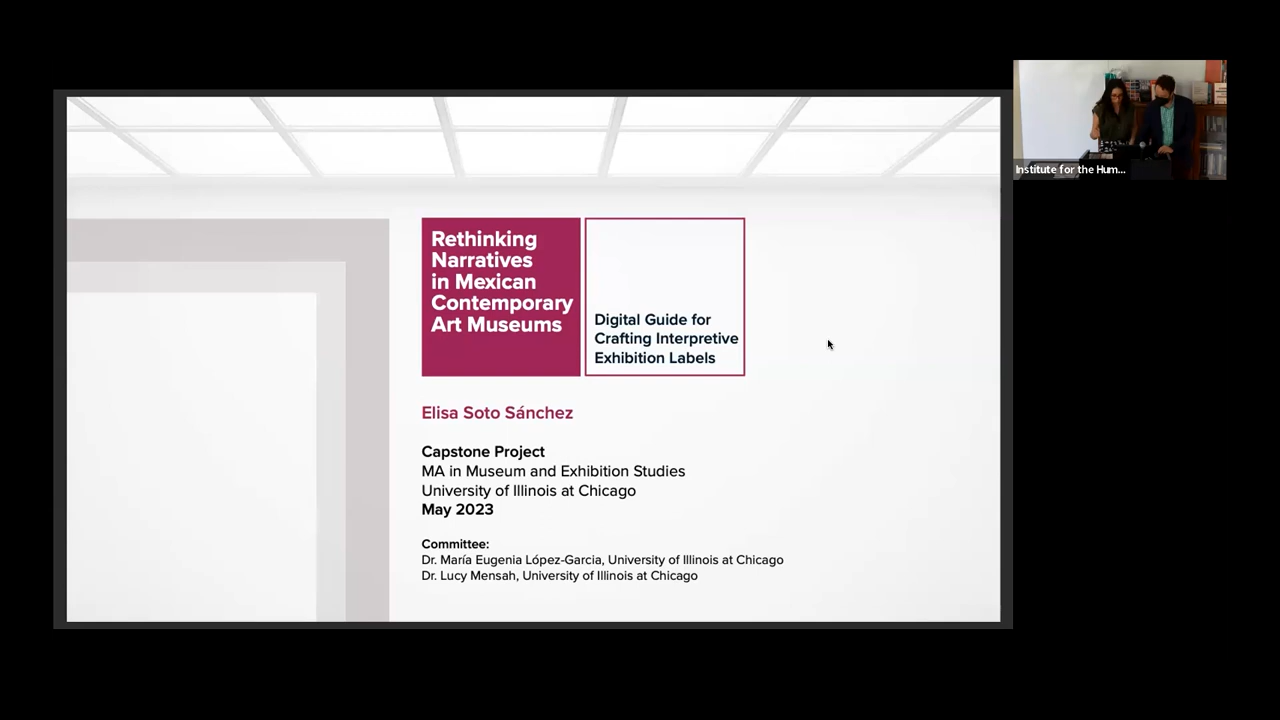 Rethinking
Narratives
in Mexican
Contemporary
Art Museums
Digital Guide for
Crafting Interpretive
Exhibition Labels
Elisa Soto Sánchez
Capstone Project
MA in Museum and Exhibition Studies
University of Illinois at Chicago
May 2023
Committee:
Dr. María Eugenia López-Garcia, University of Illinois at Chicago
Dr. Lucy Mensah, University of Illinois at Chicago
Institute for the Hum...